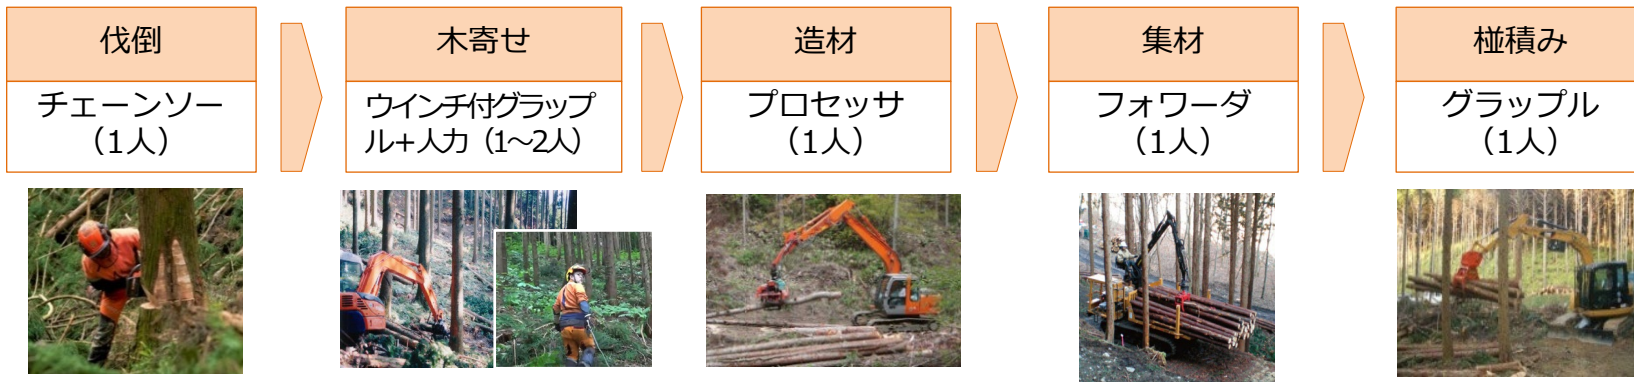 伐倒
チェーンソー
（1人）
木寄せ
ウインチ付グラップ
ル＋人力（1～2人）
造材
プロセッサ
（1人）
集材
フォワーダ
（1人）
椪積み
グラップル
（1人）